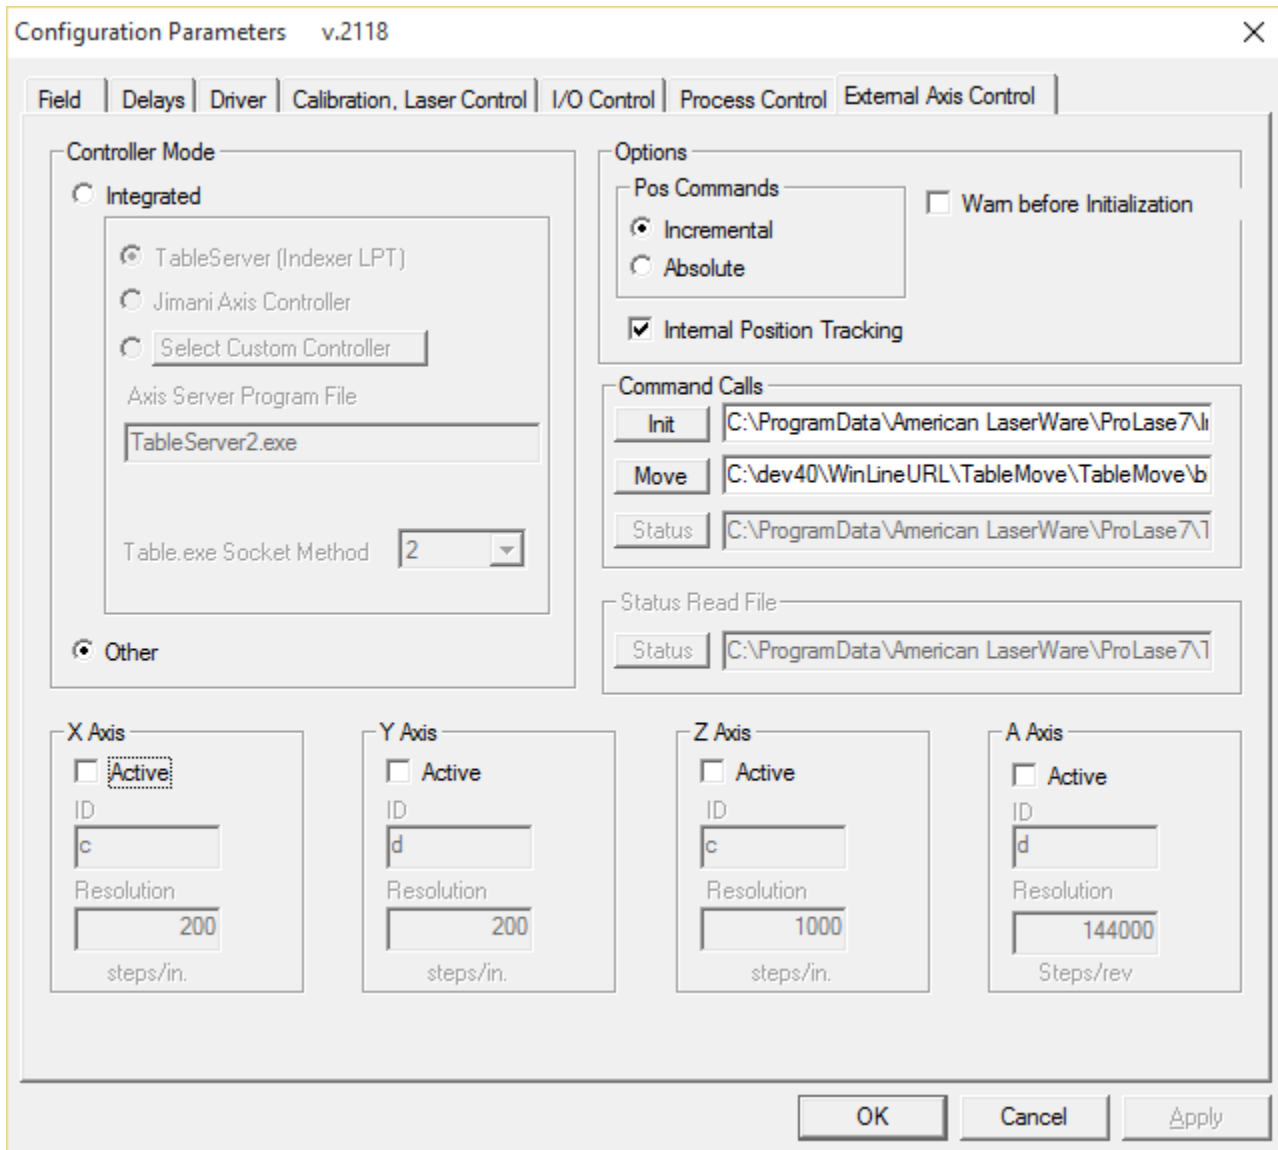 Configuration Parameters v.2118
Field Delays Driver Calibration, Laser Control I/O Control Process Control External Axis Control
Controller Mode
Integrated
TableServer (Indexer LPT)
Jimani Axis Controller
Select Custom Controller
Axis Server Program File
TableServer2.exe
Table.exe Socket Method 2
Other
Options
Pos Commands
Incremental
Absolute
Warn before Initialization
Internal Position Tracking
Command Calls
Init C:\ProgramData\American LaserWare\ProLase7\
Move C:\dev40\WinLineURL\TableMove\TableMove\b
Status C:\ProgramData\American LaserWare\ProLase7\
Status Read File
Status C:\ProgramData\American LaserWare\ProLase7\
X Axis
Active
ID
c
Resolution
200
steps/in.
Y Axis
Active
ID
d
Resolution
200
steps/in.
Z Axis
Active
ID
c
Resolution
1000
steps/in.
A Axis
Active
ID
d
Resolution
144000
Steps/rev
OK Cancel Apply